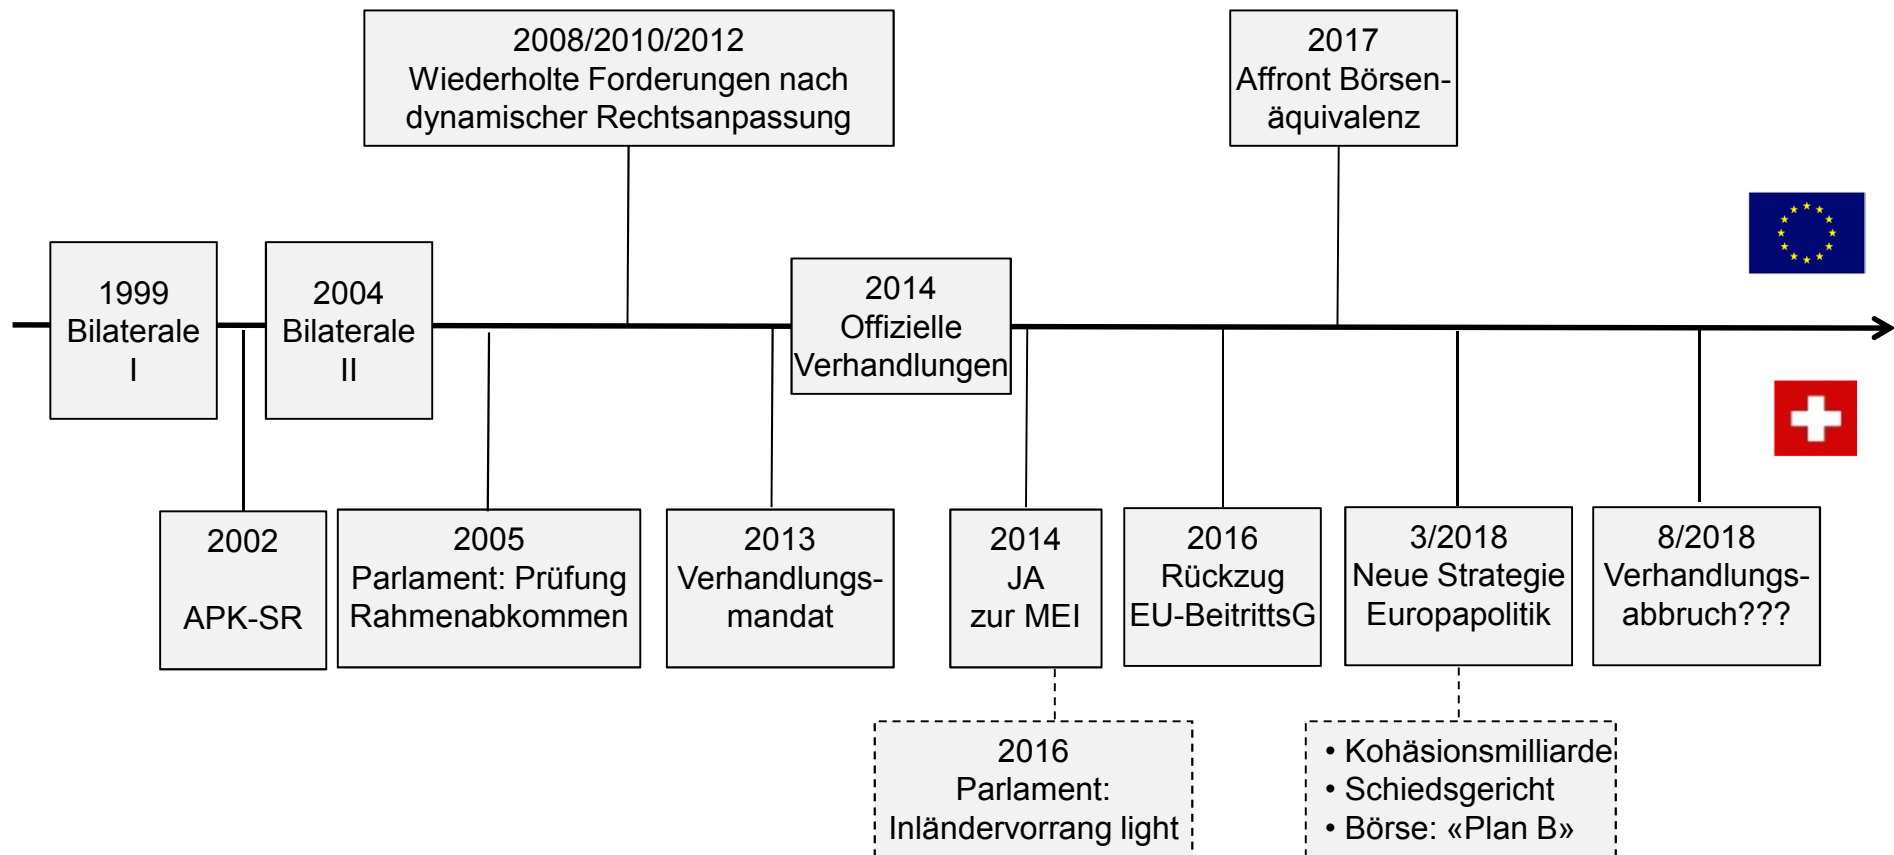 2008/2010/2012
Wiederholte Forderungen nach
dynamischer Rechtsanpassung
2017
Affront Börsen-
äquivalenz
1999
Bilaterale
I
2004
Bilaterale
II
2014
Offizielle
Verhandlungen
2002
APK-SR
2005
Parlament: Prüfung
Rahmenabkommen
2013
Verhandlungs-
mandat
2014
JA
zur MEI
2016
Rückzug
EU-BeitrittsG
3/2018
Neue Strategie
Europapolitik
8/2018
Verhandlungs-
abbruch???
2016
Parlament:
Inländervorrang light
• Kohäsionsmilliarde
• Schiedsgericht
• Börse: «Plan B»